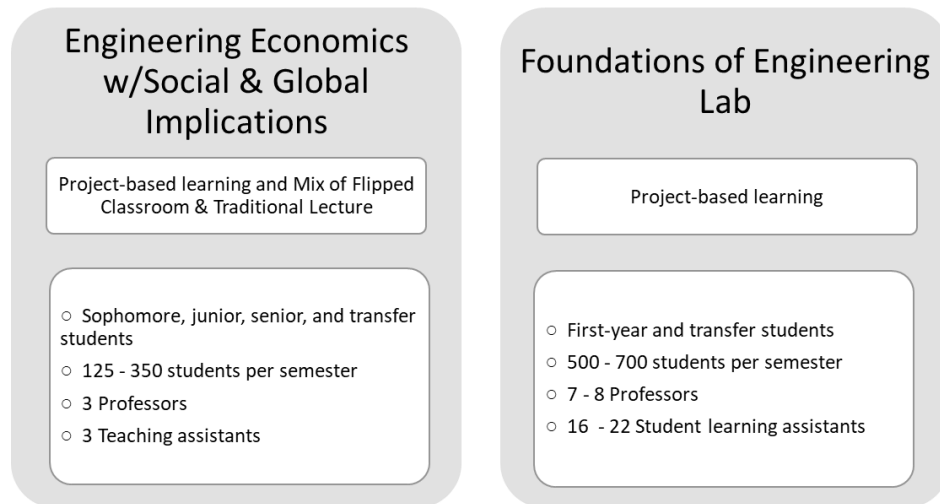 Engineering Economics
w/Social & Global
Implications
Project-based learning and Mix of Flipped
Classroom & Traditional Lecture
○ Sophomore, junior, senior, and transfer
students
○ 125 - 350 students per semester
○ 3 Professors
○ 3 Teaching assistants
Foundations of Engineering
Lab
Project-based learning
○ First-year and transfer students
○ 500 - 700 students per semester
○ 7 - 8 Professors
○ 16 - 22 Student learning assistants